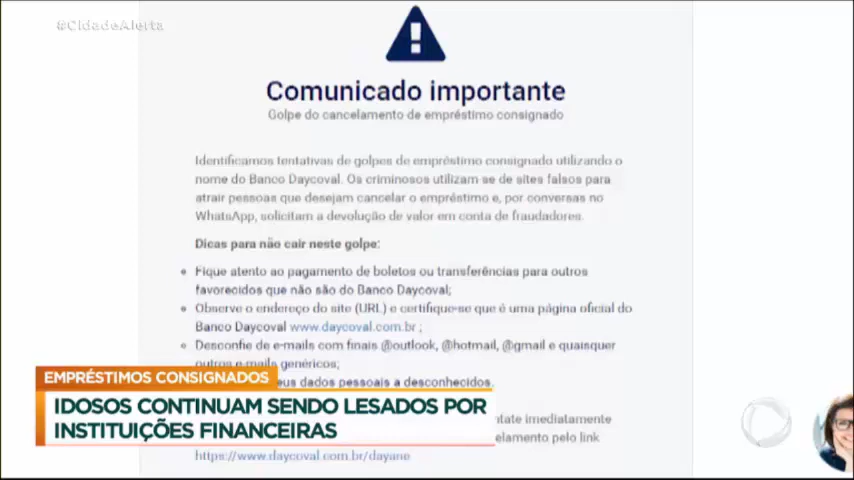 #CidadeAlerta
Comunicado importante
Golpe do cancelamento de empréstimo consignado
Identificamos tentativas de golpes de empréstimo consignado utilizando o
nome do Banco Daycoval. Os criminosos utilizam se de sites falsos para
atrair pessoas que desejam cancelar o empréstimo e, por conversas no
WhatsApp, solicitam a devolução de valor em conta de fraudadores.
Dicas para não cair neste golpe:
Fique atento ao pagamento de boletos ou transferências para outros
favorecidos que não são do Banco Daycoval;
Observe o endereço do site (URL) e certifique-se que é uma página oficial do
Banco Daycoval www.daycoval.com.br ;
Desconfie de e-mails com finais @outlook, @hotmail, @gmail e quaisquer
outros e-mails genéricos;
eus dados pessoais a desconhecidos.
ntate imediatamente
elamento pelo link
https://www.daycoval.com.br/dayane
EMPRÉSTIMOS CONSIGNADOS
IDOSOS CONTINUAM SENDO LESADOS POR
INSTITUIÇÕES FINANCEIRAS